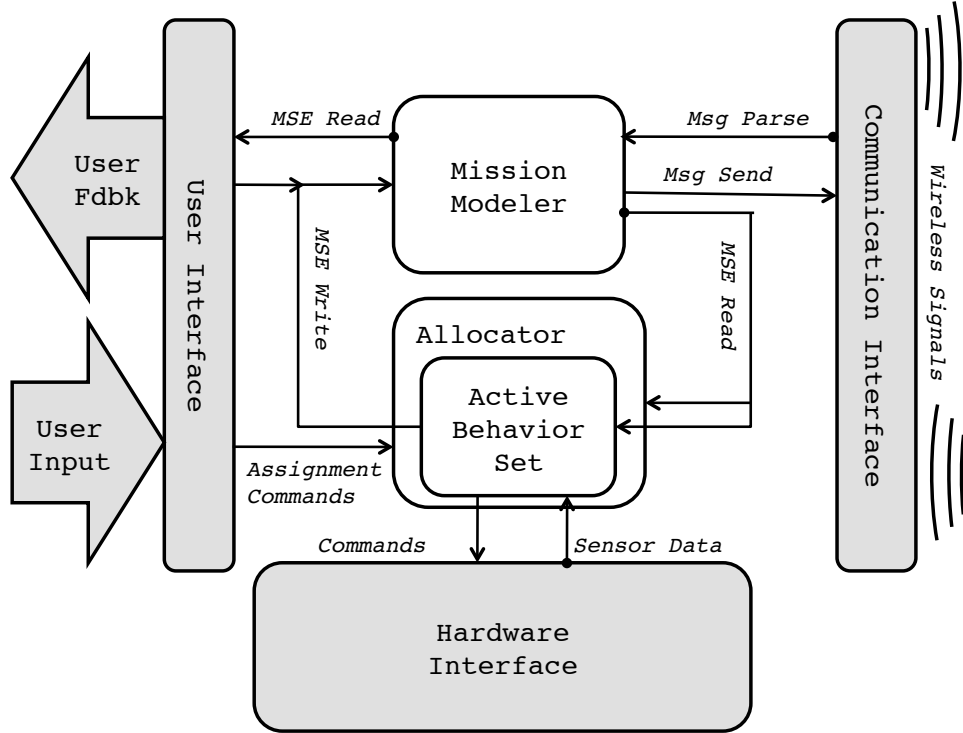 MSE Read
Msg Parse
User
Fdbk
User Interface
Mission
Modeler
Msg Send
Communication Interface
Wireless Signals
MSE Write
MSE Read
Allocator
Active
Behavior
Set
User
Input
Assignment
Commands
Commands
Sensor Data
Hardware
Interface